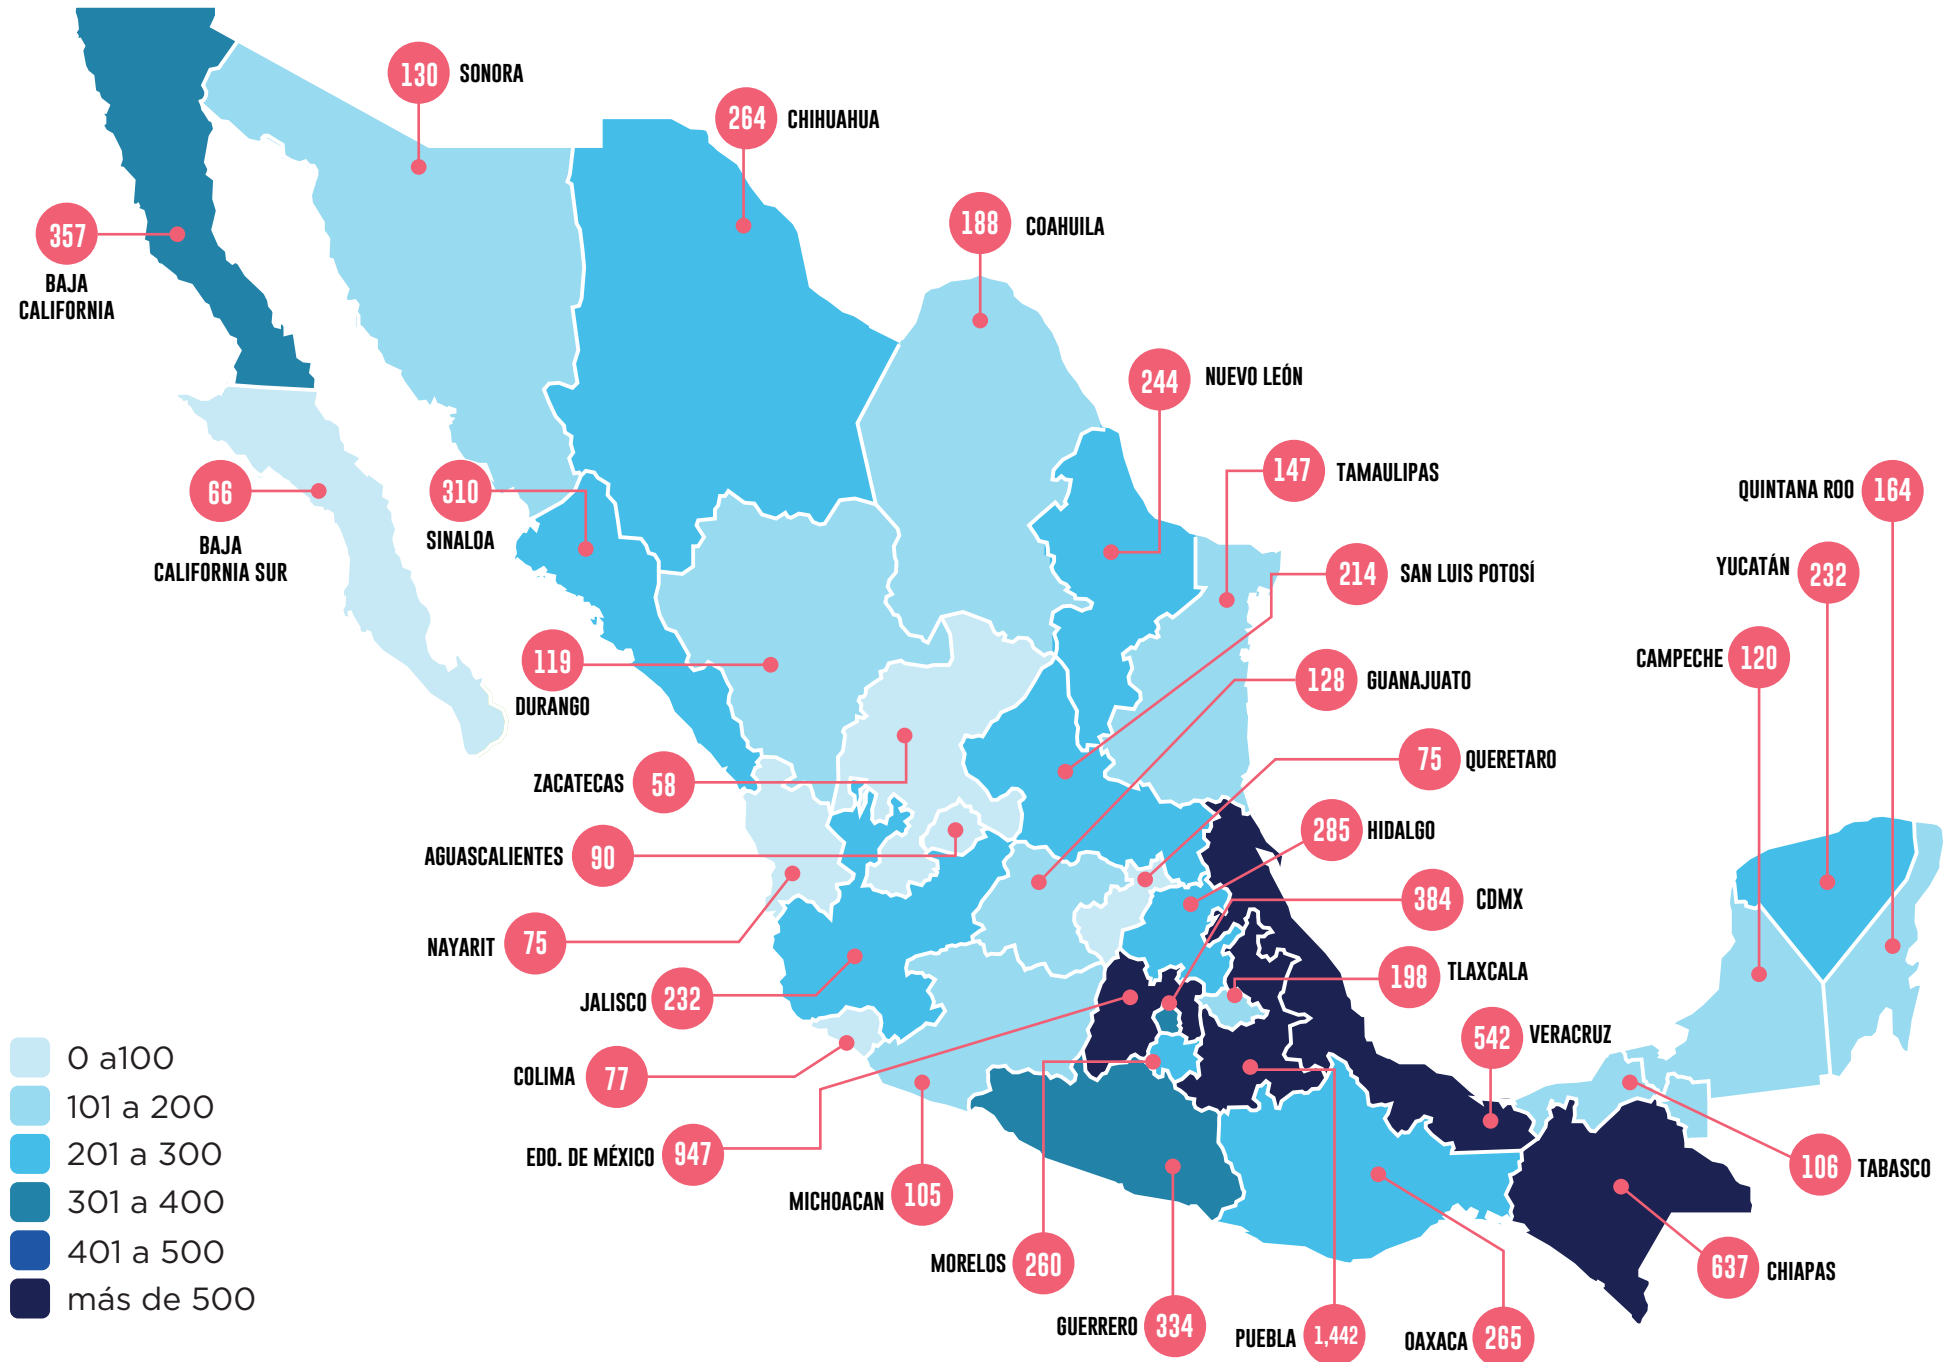 130 SONORA
264 CHIHUAHUA
188 COAHUILA
357
BAJA
CALIFORNIA
244 NUEVO LEÓN
147 TAMAULIPAS
66
BAJA
CALIFORNIA SUR
310
SINALOA
QUINTANA ROO 164
YUCATÁN 232
214 SAN LUIS POTOSÍ
CAMPECHE 120
119
DURANGO
128 GUANAJUATO
ZACATECAS 58
75 QUERETARO
285 HIDALGO
AGUASCALIENTES 90
384 CDMX
NAYARIT 75
198 TLAXCALA
JALISCO 232
542 VERACRUZ
COLIMA 77
EDO. DE MÉXICO 947
106 TABASCO
MICHOACAN 105
MORELOS 260
637 CHIAPAS
GUERRERO 334
PUEBLA 1,442
OAXACA 265
0 a100
101 a 200
201 a 300
301 a 400
401 a 500
más de 500